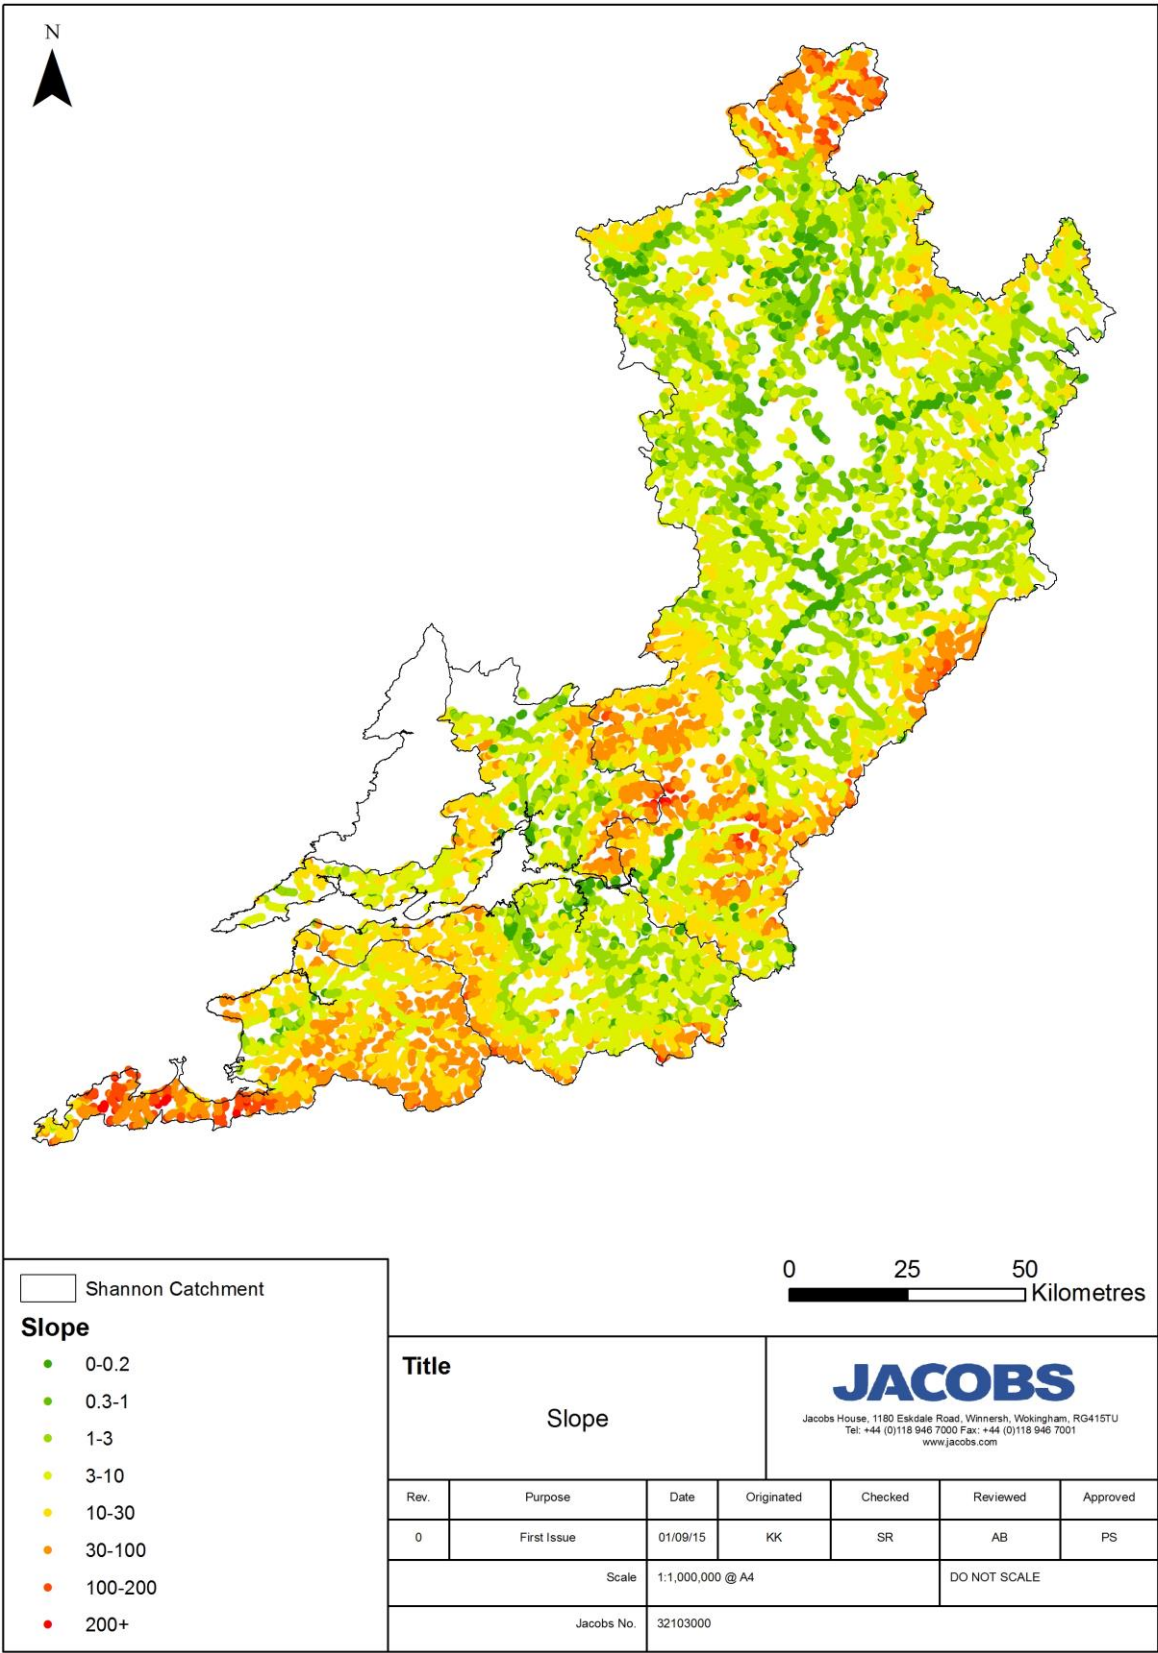 N
0 25 50
Kilometres
Shannon Catchment
Slope
0-0.2
0.3-1
1-3
3-10
10-30
30-100
100-200
200+
Title
Slope
JACOBS
Jacobs House, 1180 Eskdale Road, Winnersh, Wokingham, RG415TU
Tel: +44 (0)118 946 7000 Fax: +44 (0)118 946 7001
www.jacobs.com
Rev. Purpose Date Originated Checked Reviewed Approved
0 First Issue 01/09/15 KK SR AB PS
Scale 1:1,000,000 @ A4 DO NOT SCALE
Jacobs No. 32103000